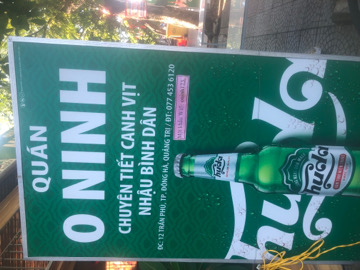 QUÁN
O NINH
CHUYÊN TIẾT CANH VỊT
NHẬU BÌNH DÂN
ĐC: 12 TRẦN PHÚ, TP. ĐÔNG HÀ, QUẢNG TRỊ / ĐT: 077 453 6120
huda
huda